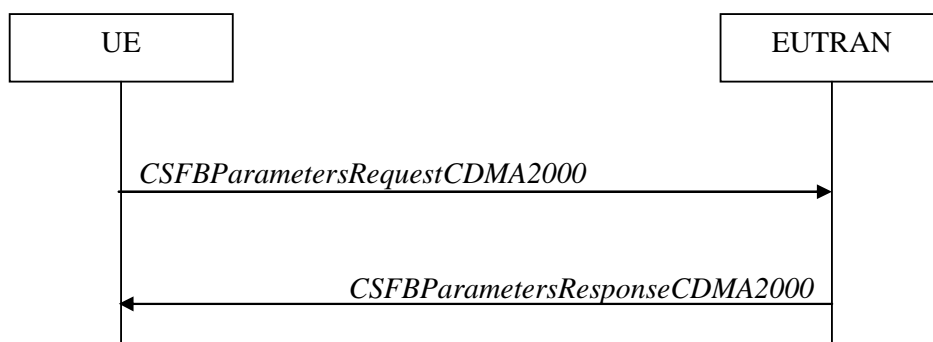 UE
EUTRAN
CSFBParametersRequestCDMA2000
CSFBParametersResponseCDMA2000